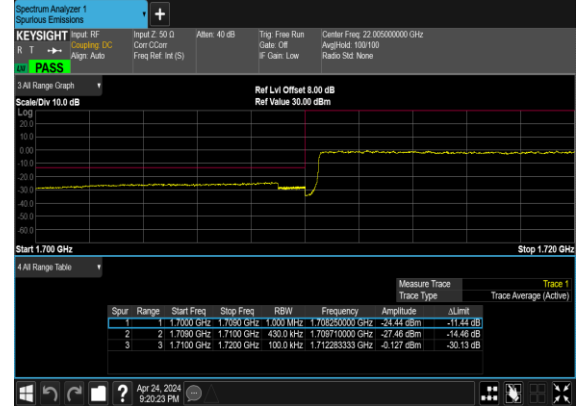 Spectrum Analyzer 1
Spurious Emissions
KEYSIGHT Input: RF Input Z: 50 Ω Atten: 40 dB Trig: Free Run Center Freq: 22.005000000 GHz
R T Coupling: DC Corr CCorr Gate: Off Avg|Hold: 100/100
Align: Auto Freq Ref: Int (S) IF Gain: Low Radio Std: None
PASS
3 All Range Graph Ref Lvl Offset 8.00 dB
Scale/Div 10.0 dB Ref Value 30.00 dBm
Log
20.0
10.0
0.00
-10.0
-20.0
-30.0
-40.0
-50.0
-60.0
Start 1.700 GHz Stop 1.720 GHz
4 All Range Table
Measure Trace Trace 1
Trace Type Trace Average (Active)
Spur Range Start Freq Stop Freq RBW Frequency Amplitude ΔLimit
1 1 1.7000 GHz 1.7090 GHz 1.000 MHz 1.708250000 GHz -24.44 dBm -11.44 dB
2 2 1.7090 GHz 1.7100 GHz 430.0 kHz 1.709710000 GHz -27.46 dBm -14.46 dB
3 3 1.7100 GHz 1.7200 GHz 100.0 kHz 1.712283333 GHz -0.127 dBm -30.13 dB
? Apr 24, 2024
9:20:23 PM